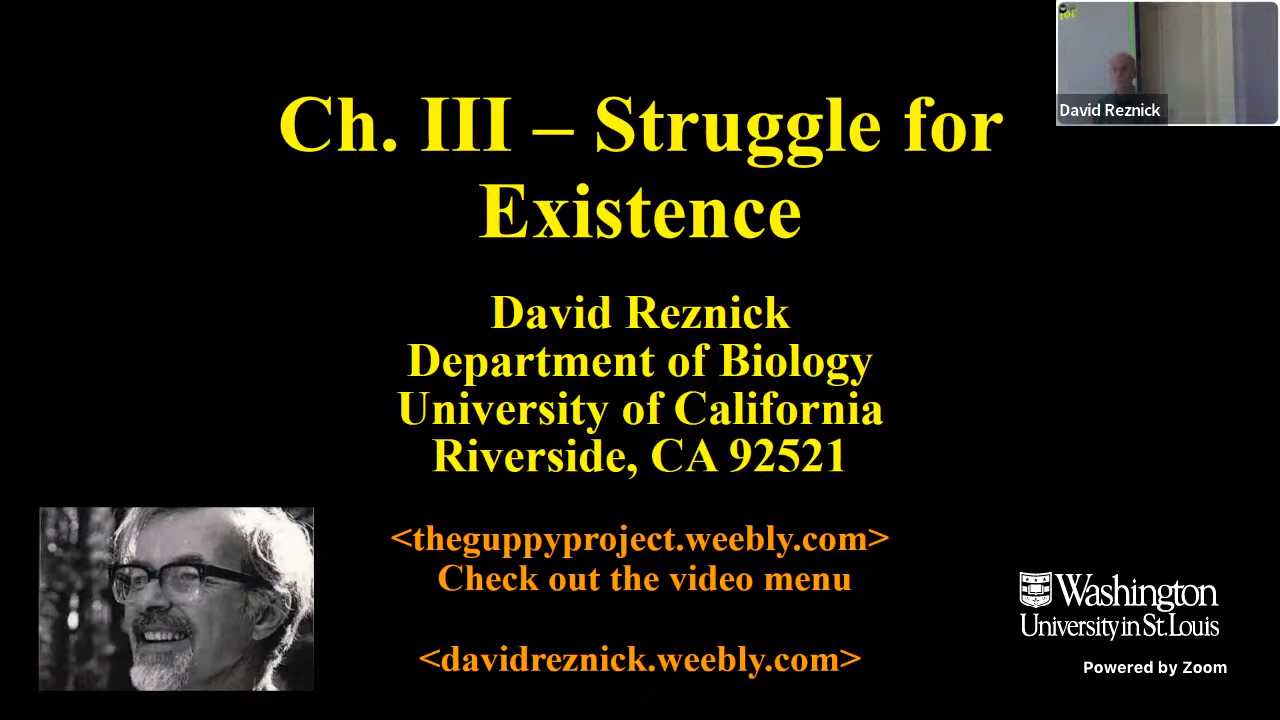 Ch. III – Struggle for
Existence
David Reznick
David Reznick
Department of Biology
University of California
Riverside, CA 92521
<theguppyproject.weebly.com>
Check out the video menu
<davidreznick.weebly.com>
Washington
University in St. Louis
Powered by Zoom